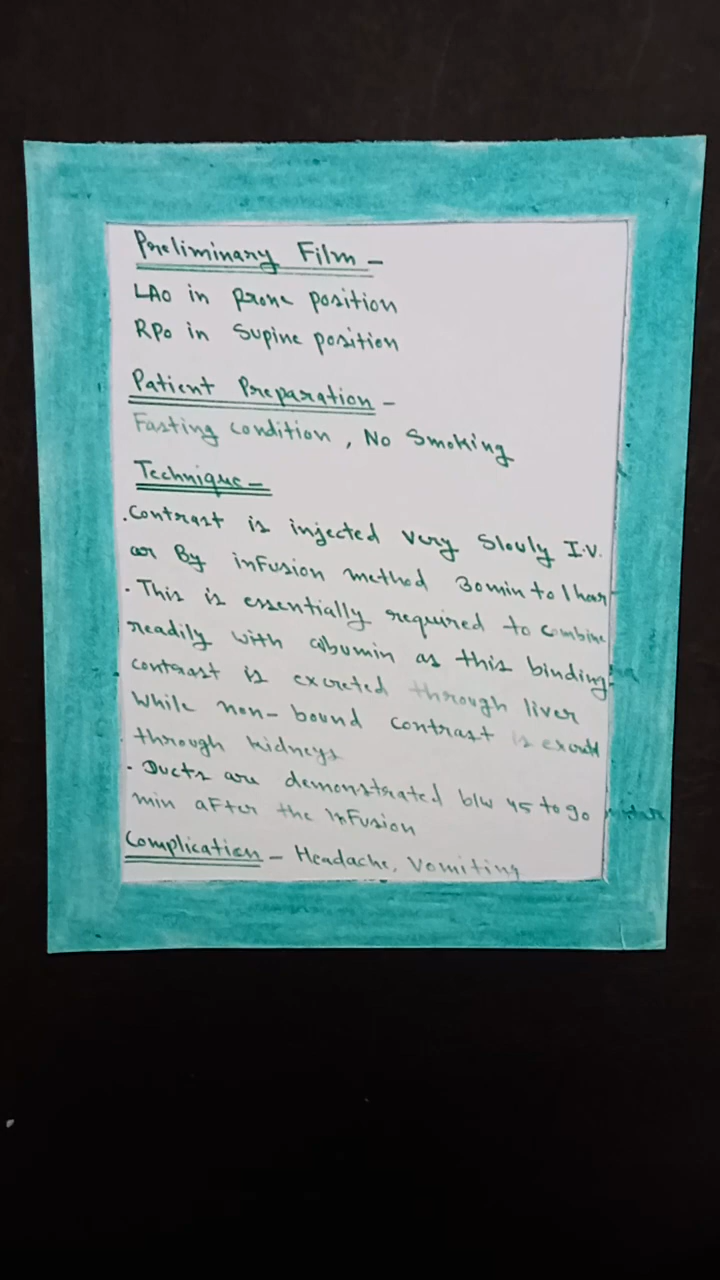 Preliminary Film -
LAO in Prone position
RPO in Supine position
Patient Preparation -
Fasting condition, No Smoking
Technique -
. Contrast is injected very Slowly I.V.
or By infusion method 30min to 1 hour
. This is essentially required to combine
readily with albumin as this binding
contrast is excreted through liver
While non-bound contrast is
through kidneys
. Ducts are demonstrated b/w 45 to 90
min after the Infusion
Complication - Headache, Vomiting